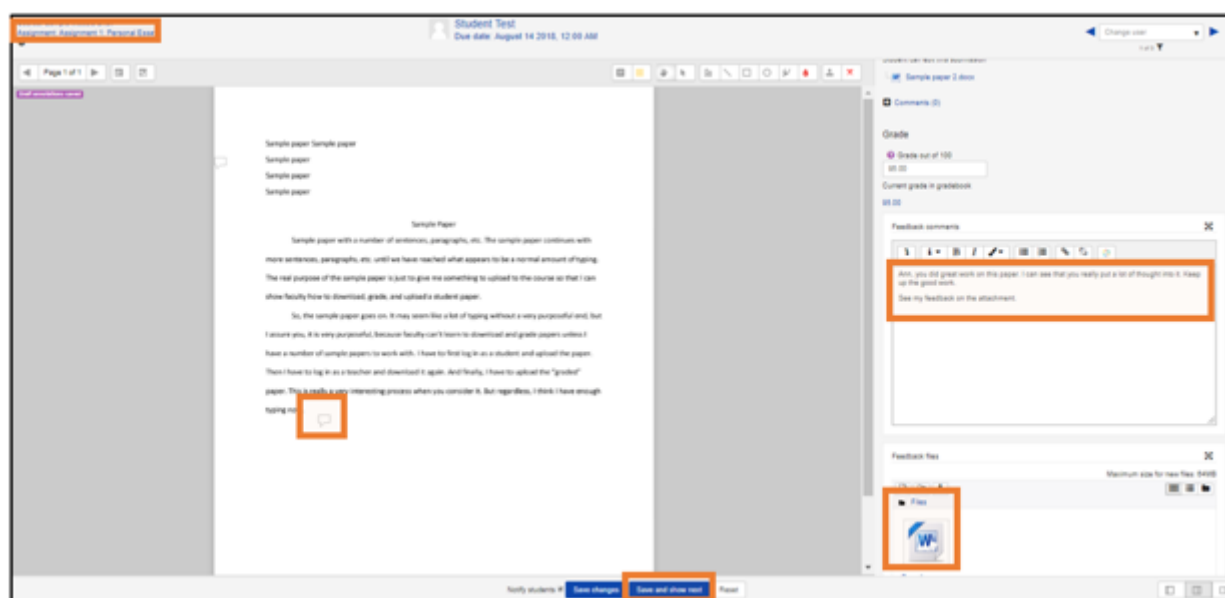 Assignment: Assignment 1: Personal Essa
Student Test
Due date: August 14 2018, 12:00 AM
Change user
Page 1 of 1
Sample paper 2.docx
Comments (0)
Grade
Grade out of 100
Current grade in gradebook
Sample paper Sample paper
Sample paper
Sample paper
Sample paper
Sample Paper
Sample paper with a number of sentences, paragraphs, etc. The sample paper continues with
more sentences, paragraphs, etc. until we have reached what appears to be a normal amount of typing.
The real purpose of the sample paper is just to give me something to upload to the course so that I can
show faculty how to download, grade, and upload a student paper.
So, the sample paper goes on. It may seem like a lot of typing without a very purposeful end, but
I assure you, it is very purposeful, because faculty can't learn to download and grade papers unless I
have a number of sample papers to work with. I have to first log in as a student and upload the paper.
Then I have to log in as a teacher and download it again. And finally, I have to upload the "graded"
paper. This is really a very interesting process when you consider it. But regardless, I think I have enough
typing
Feedback comments
Ann, you did great work on this paper. I can see that you really put a lot of thought into it. Keep
up the good work.
See my feedback on the attachment.
Feedback files
Maximum size for new files: 64MB
Files
Notify students
Save changes
Save and show next
Reset